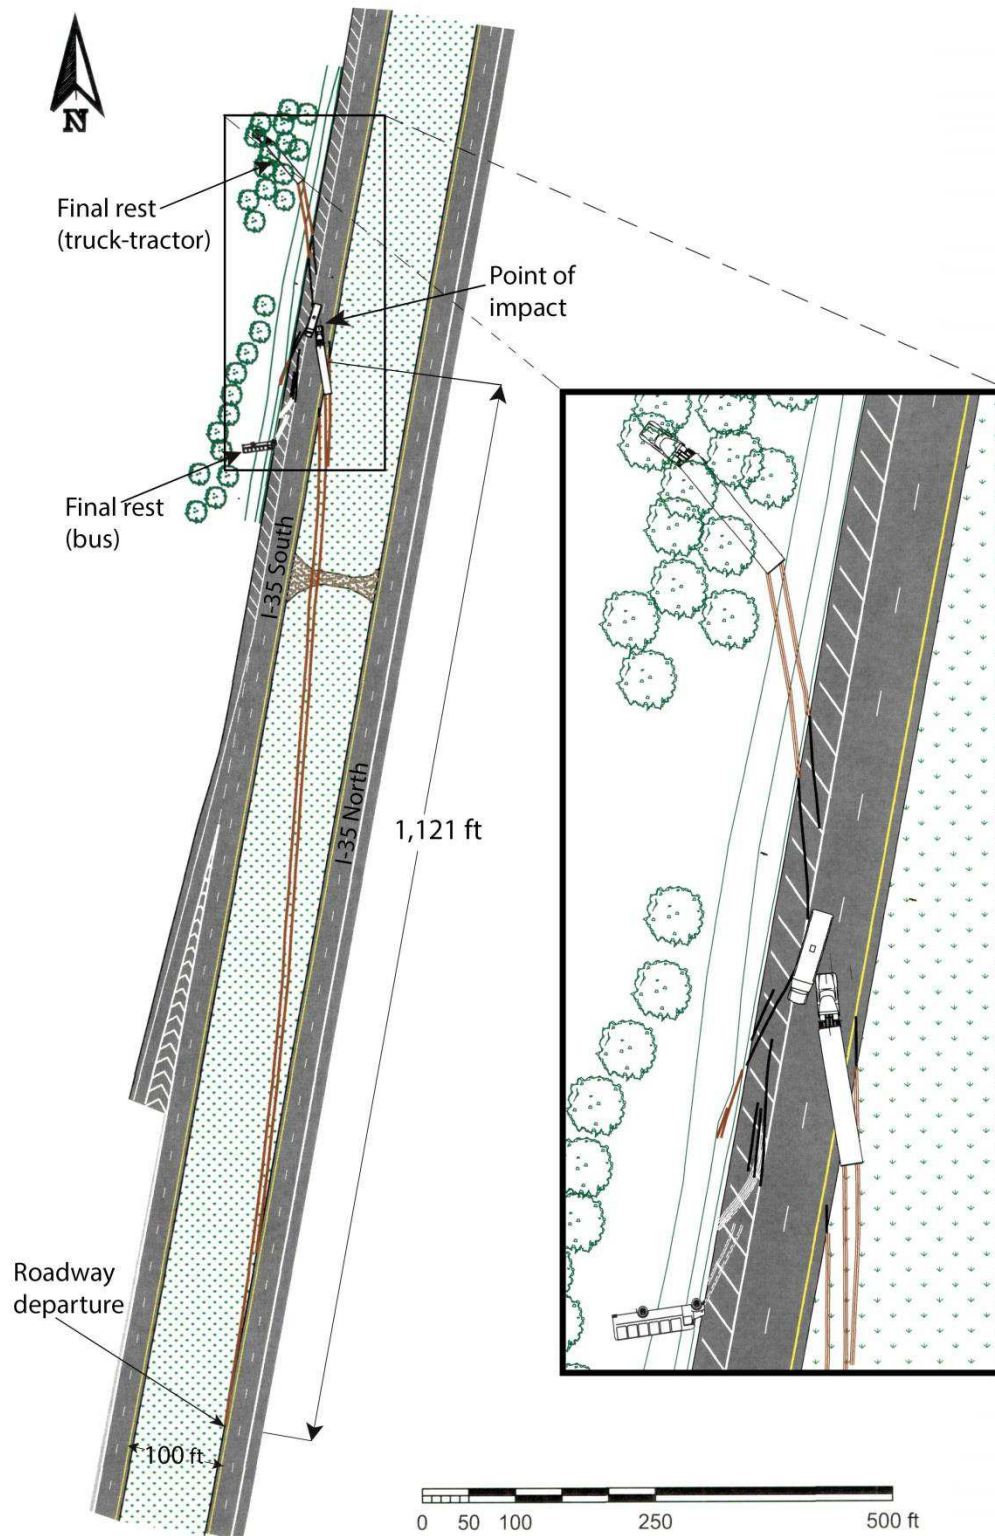 N
Final rest
(truck-tractor)
Point of
impact
Final rest
(bus)
I-35 South
I-35 North
1,121 ft
Roadway
departure
100 ft
0 50 100 250 500 ft